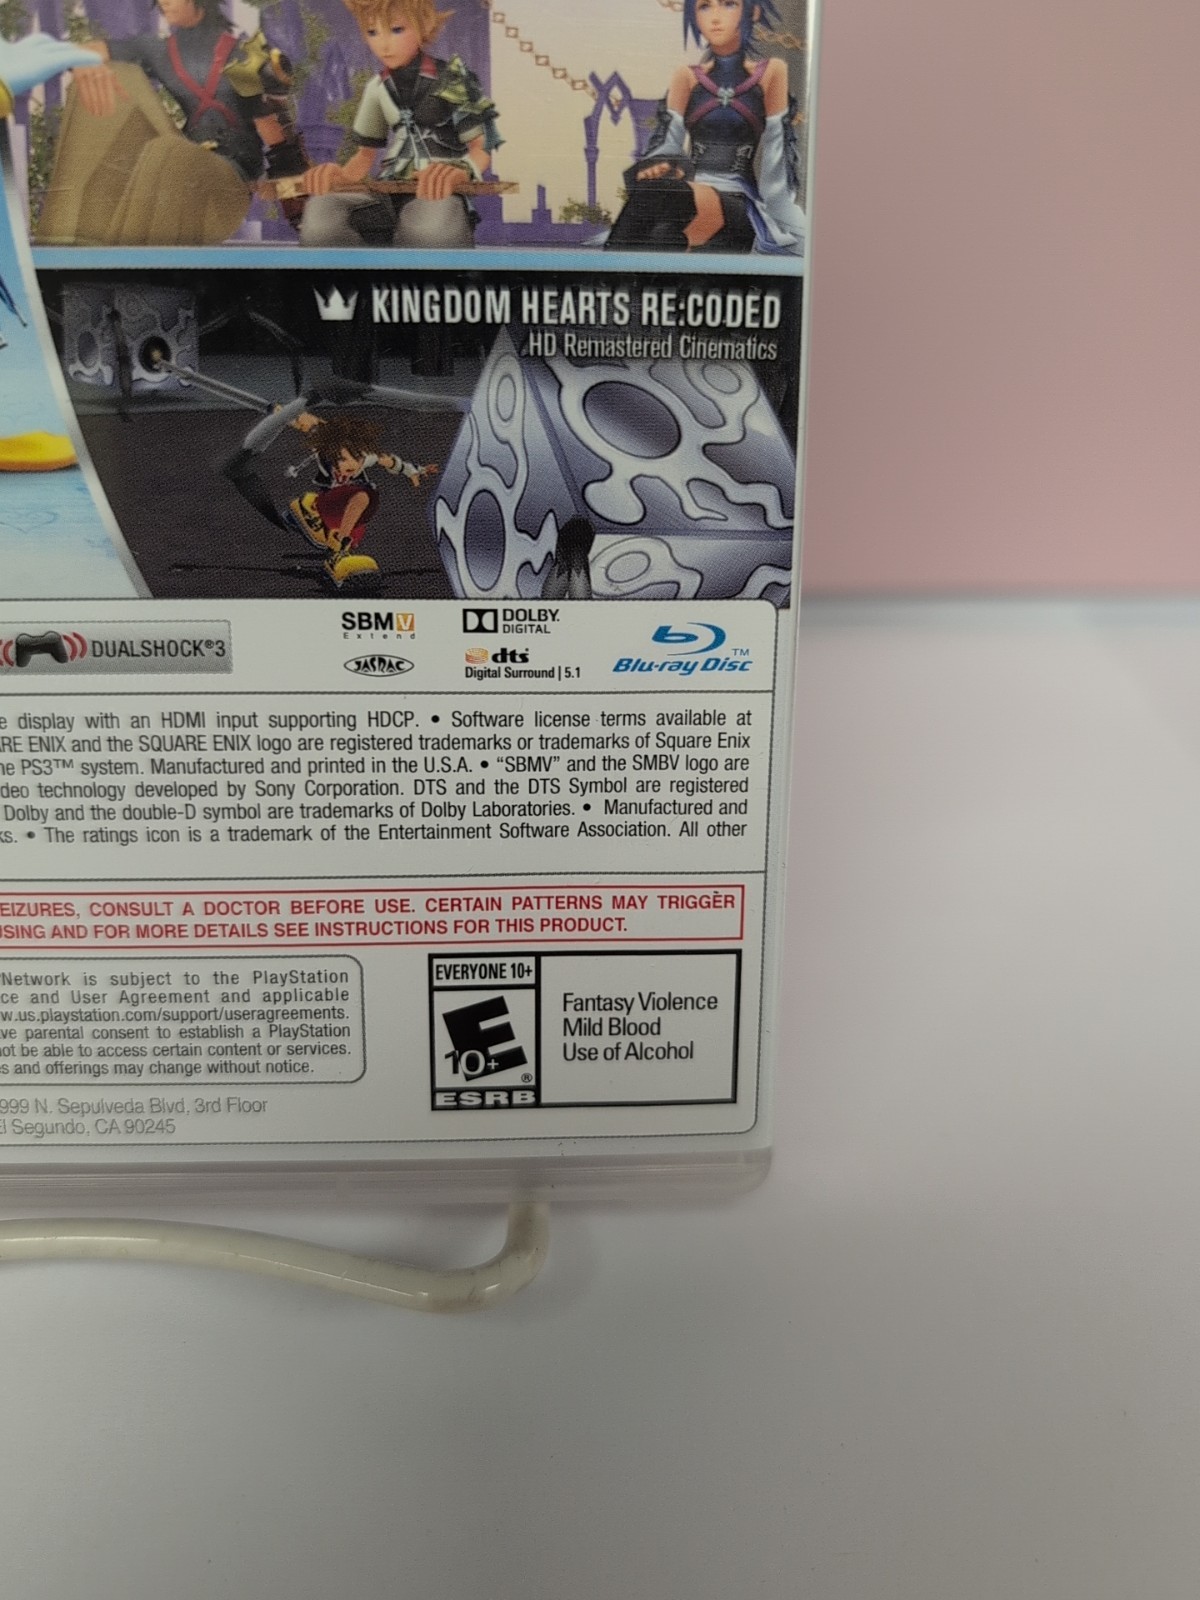 KINGDOM HEARTS RE:CODED
HD Remastered Cinematics
DUALSHOCK®3
SBMV
Extend
JASRAC
DOLBY.
DIGITAL
dts
Digital Surround | 5.1
Blu-ray Disc™
e display with an HDMI input supporting HDCP. • Software license terms available at
RE ENIX and the SQUARE ENIX logo are registered trademarks or trademarks of Square Enix
he PS3™ system. Manufactured and printed in the U.S.A. • “SBMV” and the SMBV logo are
deo technology developed by Sony Corporation. DTS and the DTS Symbol are registered
Dolby and the double-D symbol are trademarks of Dolby Laboratories. • Manufactured and
ks. • The ratings icon is a trademark of the Entertainment Software Association. All other
EIZURES, CONSULT A DOCTOR BEFORE USE. CERTAIN PATTERNS MAY TRIGGER
USING AND FOR MORE DETAILS SEE INSTRUCTIONS FOR THIS PRODUCT.
Network is subject to the PlayStation
ce and User Agreement and applicable
w.us.playstation.com/support/useragreements.
ve parental consent to establish a PlayStation
not be able to access certain content or services.
s and offerings may change without notice.
999 N. Sepulveda Blvd, 3rd Floor
El Segundo, CA 90245
EVERYONE 10+
E
10+
®
ESRB
Fantasy Violence
Mild Blood
Use of Alcohol